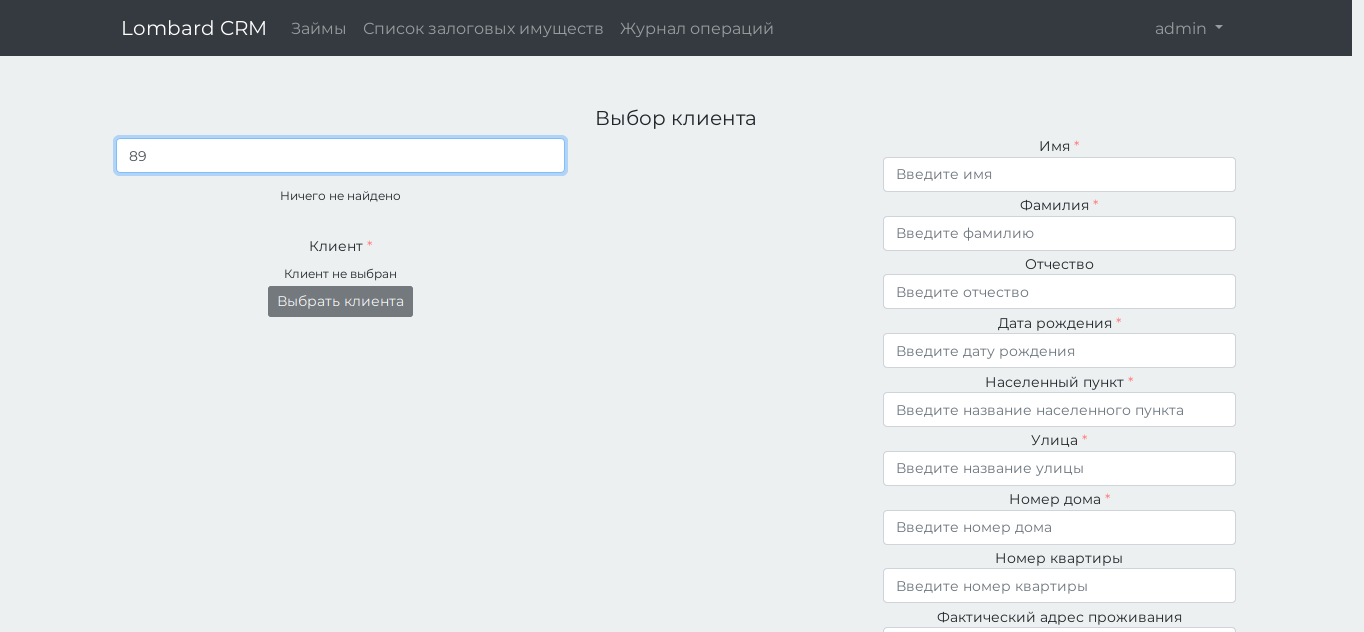 Lombard CRM Займы Список залоговых имуществ Журнал операций admin
Выбор клиента
89
Ничего не найдено
Клиент *
Клиент не выбран
Выбрать клиента
Имя *
Введите имя
Фамилия *
Введите фамилию
Отчество
Введите отчество
Дата рождения *
Введите дату рождения
Населенный пункт *
Введите название населенного пункта
Улица *
Введите название улицы
Номер дома *
Введите номер дома
Номер квартиры
Введите номер квартиры
Фактический адрес проживания